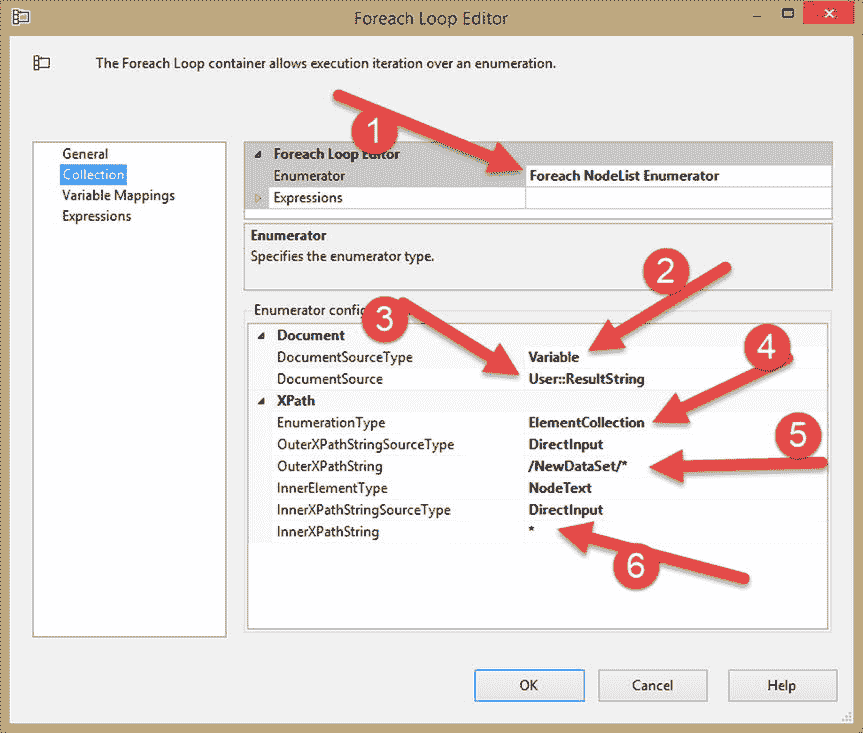 Foreach Loop Editor
The Foreach Loop container allows execution iteration over an enumeration.
General
Collection
Variable Mappings
Expressions
1
Foreach Loop Editor
Enumerator Foreach NodeList Enumerator
Expressions
Enumerator
Specifies the enumerator type.
2
Enumerator config
3
Document
DocumentSourceType Variable
DocumentSource User::ResultString
4
XPath
EnumerationType ElementCollection
OuterXPathStringSourceType DirectInput
5
OuterXPathString /NewDataSet/*
InnerElementType NodeText
InnerXPathStringSourceType DirectInput
InnerXPathString *
6
OK Cancel Help